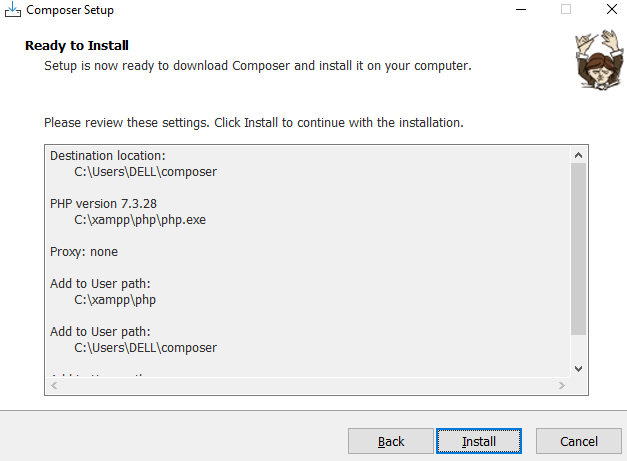 Composer Setup
Ready to Install
Setup is now ready to download Composer and install it on your computer.
Please review these settings. Click Install to continue with the installation.
Destination location:
C:\Users\DELL\composer
PHP version 7.3.28
C:\xampp\php\php.exe
Proxy: none
Add to User path:
C:\xampp\php
Add to User path:
C:\Users\DELL\composer
Back
Install
Cancel